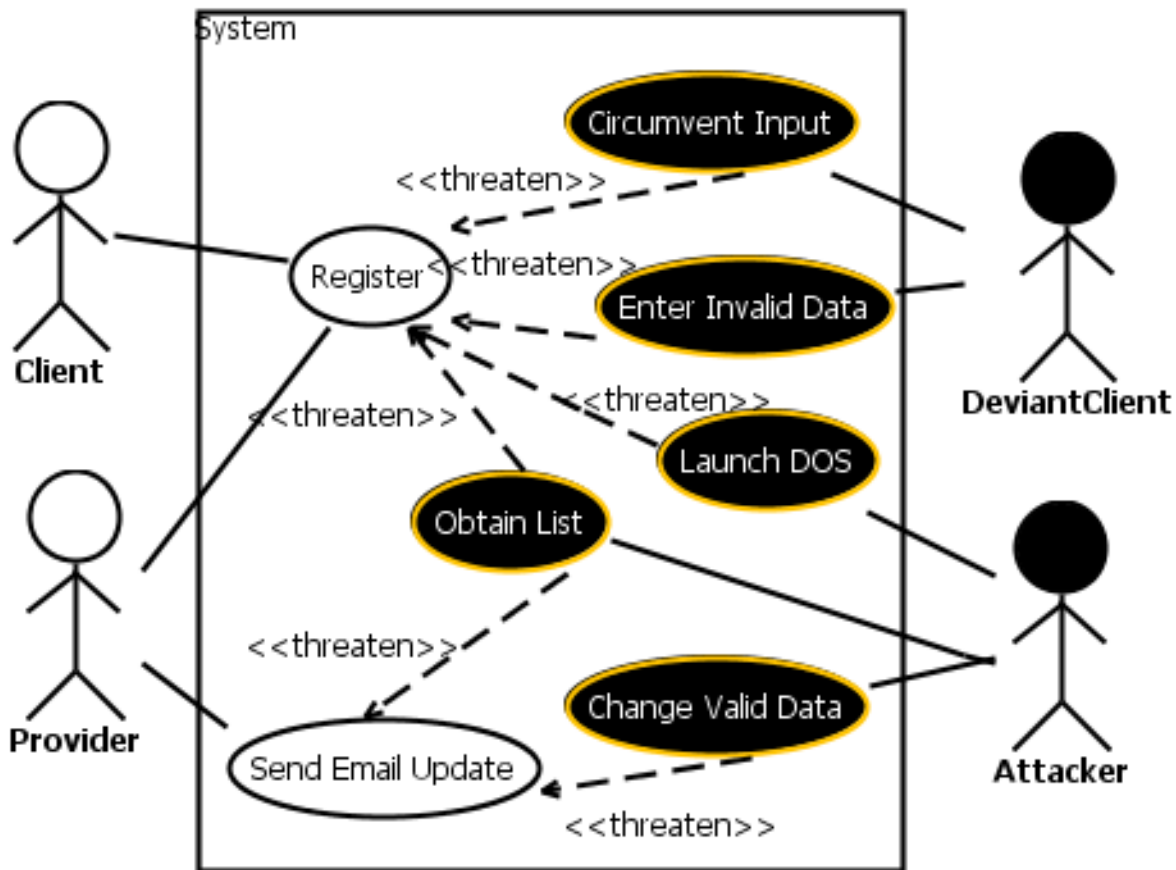 System
Circumvent Input
<<threaten>>
Register
<<threaten>>
Enter Invalid Data
Client
DeviantClient
<<threaten>>
<<threaten>>
Launch DOS
Obtain List
<<threaten>>
Change Valid Data
Provider
Send Email Update
Attacker
<<threaten>>